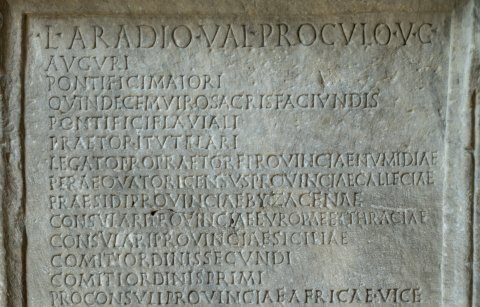 L·ARADIO·VAL·PROCVLO·V·C·
AVGVRI
PONTIFICI MAIORI
QVINDECEMVIRO SACRIS FACIVNDIS
PONTIFICI FLAVIALI
PRAETORI TVTELARI
LEGATO PRO PRAETORE PROVINCIAE NVMIDIAE
PERAEQVATORI CENSVS PROVINCIAE CALLECIAE
PRAESIDI PROVINCIAE BYZACENAE
CONSVLARI PROVINCIAE EVROPAE ET THRACIAE
CONSVLARI PROVINCIAE SICILIAE
COMITI ORDINIS SECVNDI
COMITI ORDINIS PRIMI
PROCONSVLI PROVINCIAE AFRICAE·VICE